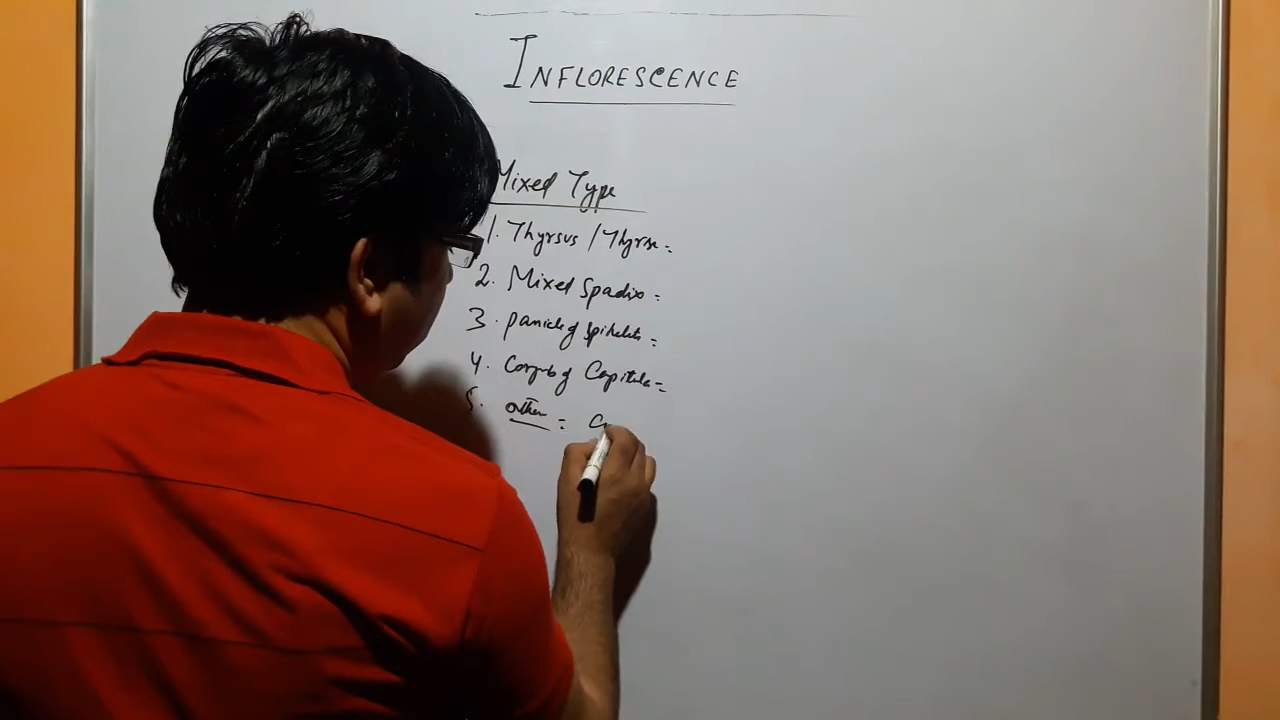 INFLORESCENCE
Mixed Type
1. Thyrsus / Thyrse =
2. Mixed Spadix =
3. Panicle of Spikelets =
4. Corymb of Capitula =
5. Other = C